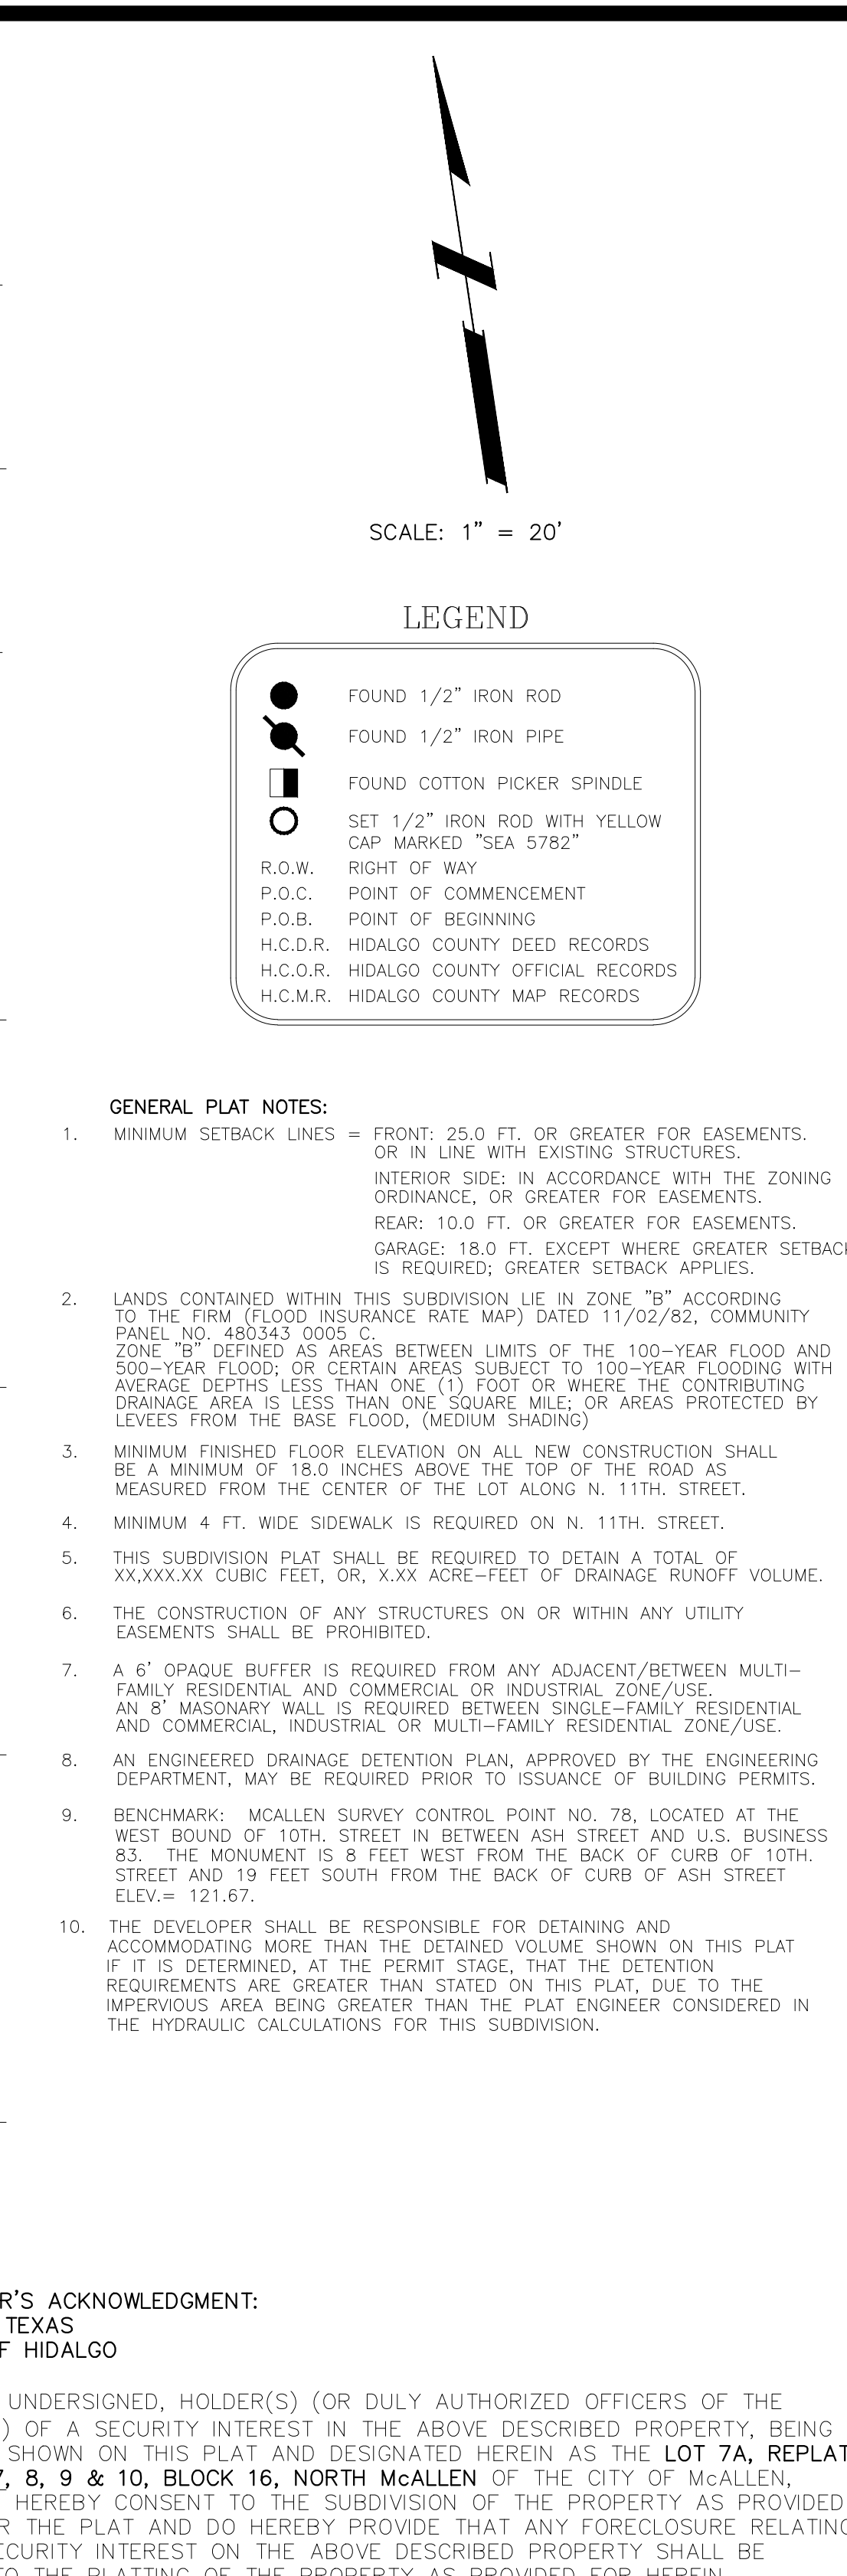 SCALE: 1" = 20'
LEGEND
FOUND 1/2" IRON ROD
FOUND 1/2" IRON PIPE
FOUND COTTON PICKER SPINDLE
SET 1/2" IRON ROD WITH YELLOW
CAP MARKED "SEA 5782"
R.O.W. RIGHT OF WAY
P.O.C. POINT OF COMMENCEMENT
P.O.B. POINT OF BEGINNING
H.C.D.R. HIDALGO COUNTY DEED RECORDS
H.C.O.R. HIDALGO COUNTY OFFICIAL RECORDS
H.C.M.R. HIDALGO COUNTY MAP RECORDS
GENERAL PLAT NOTES:
1. MINIMUM SETBACK LINES = FRONT: 25.0 FT. OR GREATER FOR EASEMENTS.
OR IN LINE WITH EXISTING STRUCTURES.
INTERIOR SIDE: IN ACCORDANCE WITH THE ZONING
ORDINANCE, OR GREATER FOR EASEMENTS.
REAR: 10.0 FT. OR GREATER FOR EASEMENTS.
GARAGE: 18.0 FT. EXCEPT WHERE GREATER SETBACK
IS REQUIRED; GREATER SETBACK APPLIES.
2. LANDS CONTAINED WITHIN THIS SUBDIVISION LIE IN ZONE "B" ACCORDING
TO THE FIRM (FLOOD INSURANCE RATE MAP) DATED 11/02/82, COMMUNITY
PANEL NO. 480343 0005 C.
ZONE "B" DEFINED AS AREAS BETWEEN LIMITS OF THE 100-YEAR FLOOD AND
500-YEAR FLOOD; OR CERTAIN AREAS SUBJECT TO 100-YEAR FLOODING WITH
AVERAGE DEPTHS LESS THAN ONE (1) FOOT OR WHERE THE CONTRIBUTING
DRAINAGE AREA IS LESS THAN ONE SQUARE MILE; OR AREAS PROTECTED BY
LEVEES FROM THE BASE FLOOD, (MEDIUM SHADING)
3. MINIMUM FINISHED FLOOR ELEVATION ON ALL NEW CONSTRUCTION SHALL
BE A MINIMUM OF 18.0 INCHES ABOVE THE TOP OF THE ROAD AS
MEASURED FROM THE CENTER OF THE LOT ALONG N. 11TH. STREET.
4. MINIMUM 4 FT. WIDE SIDEWALK IS REQUIRED ON N. 11TH. STREET.
5. THIS SUBDIVISION PLAT SHALL BE REQUIRED TO DETAIN A TOTAL OF
XX,XXX.XX CUBIC FEET, OR, X.XX ACRE-FEET OF DRAINAGE RUNOFF VOLUME.
6. THE CONSTRUCTION OF ANY STRUCTURES ON OR WITHIN ANY UTILITY
EASEMENTS SHALL BE PROHIBITED.
7. A 6' OPAQUE BUFFER IS REQUIRED FROM ANY ADJACENT/BETWEEN MULTI-
FAMILY RESIDENTIAL AND COMMERCIAL OR INDUSTRIAL ZONE/USE.
AN 8' MASONARY WALL IS REQUIRED BETWEEN SINGLE-FAMILY RESIDENTIAL
AND COMMERCIAL, INDUSTRIAL OR MULTI-FAMILY RESIDENTIAL ZONE/USE.
8. AN ENGINEERED DRAINAGE DETENTION PLAN, APPROVED BY THE ENGINEERING
DEPARTMENT, MAY BE REQUIRED PRIOR TO ISSUANCE OF BUILDING PERMITS.
9. BENCHMARK: MCALLEN SURVEY CONTROL POINT NO. 78, LOCATED AT THE
WEST BOUND OF 10TH. STREET IN BETWEEN ASH STREET AND U.S. BUSINESS
83. THE MONUMENT IS 8 FEET WEST FROM THE BACK OF CURB OF 10TH.
STREET AND 19 FEET SOUTH FROM THE BACK OF CURB OF ASH STREET
ELEV.= 121.67.
10. THE DEVELOPER SHALL BE RESPONSIBLE FOR DETAINING AND
ACCOMMODATING MORE THAN THE DETAINED VOLUME SHOWN ON THIS PLAT
IF IT IS DETERMINED, AT THE PERMIT STAGE, THAT THE DETENTION
REQUIREMENTS ARE GREATER THAN STATED ON THIS PLAT, DUE TO THE
IMPERVIOUS AREA BEING GREATER THAN THE PLAT ENGINEER CONSIDERED IN
THE HYDRAULIC CALCULATIONS FOR THIS SUBDIVISION.
R'S ACKNOWLEDGMENT:
TEXAS
F HIDALGO
UNDERSIGNED, HOLDER(S) (OR DULY AUTHORIZED OFFICERS OF THE
) OF A SECURITY INTEREST IN THE ABOVE DESCRIBED PROPERTY, BEING
SHOWN ON THIS PLAT AND DESIGNATED HEREIN AS THE LOT 7A, REPLAT
7, 8, 9 & 10, BLOCK 16, NORTH McALLEN OF THE CITY OF McALLEN,
HEREBY CONSENT TO THE SUBDIVISION OF THE PROPERTY AS PROVIDED
R THE PLAT AND DO HEREBY PROVIDE THAT ANY FORECLOSURE RELATING
ECURITY INTEREST ON THE ABOVE DESCRIBED PROPERTY SHALL BE
TO THE PLATTING OF THE PROPERTY AS PROVIDED FOR HEREIN